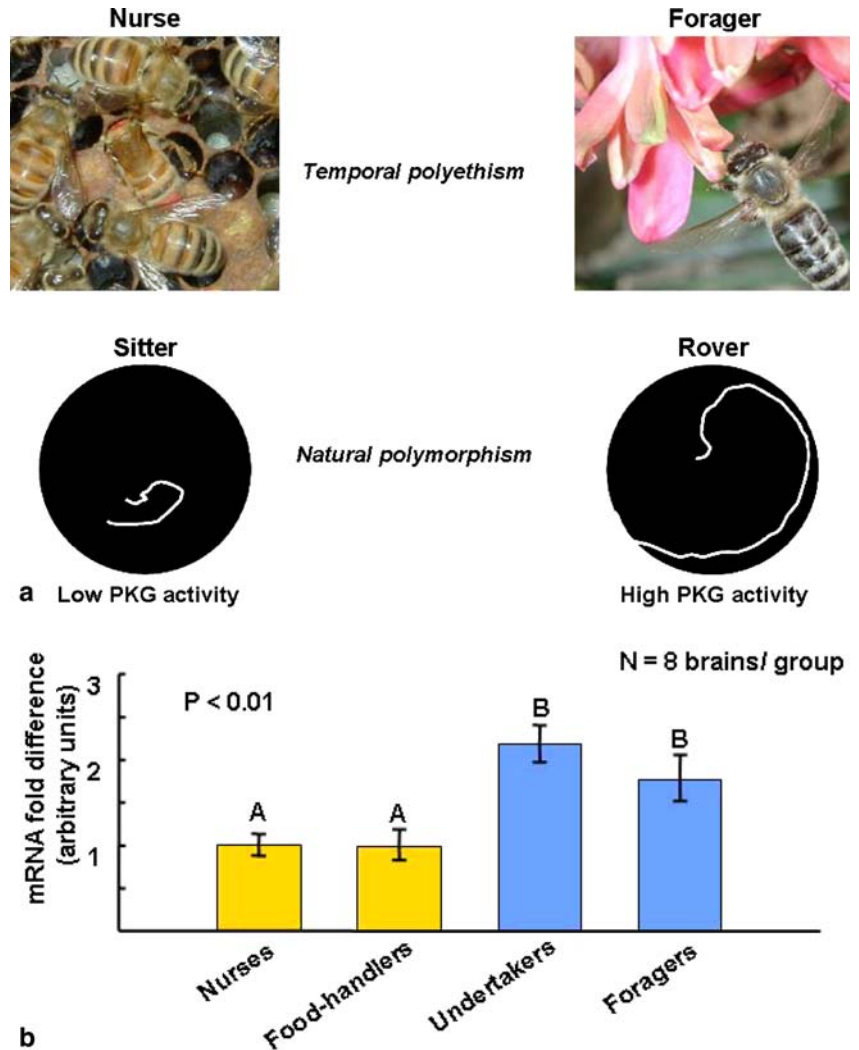 Nurse
Forager
Temporal polyethism
Sitter
Rover
Natural polymorphism
a Low PKG activity
High PKG activity
N = 8 brains/ group
P < 0.01
mRNA fold difference
(arbitrary units)
3
2
1
A
A
B
B
Nurses
Food-handlers
Undertakers
Foragers
b